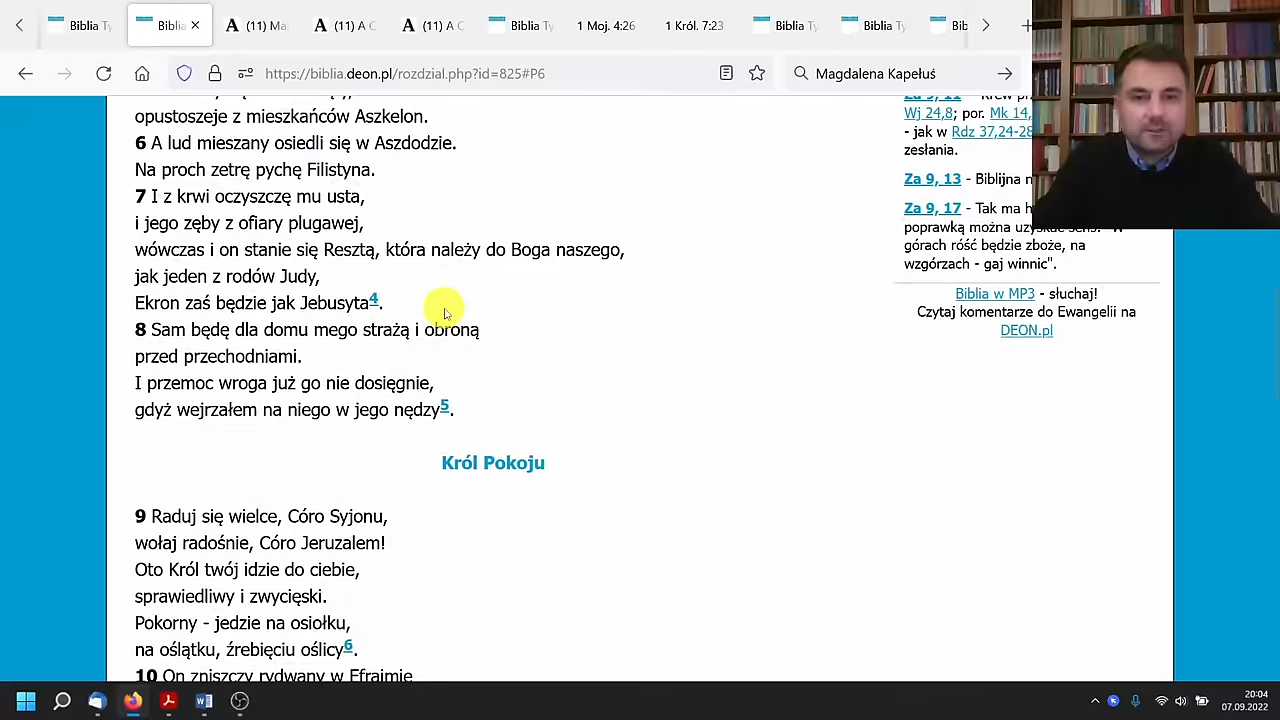 Biblia Ty
Biblia
(11) Ma
(11) A C
(11) A C
Biblia Ty
1 Moj. 4:26
1 Król. 7:23
Biblia Ty
Biblia Ty
Bib
https://biblia.deon.pl/rozdzial.php?id=825#P6
Magdalena Kapełuś
opustoszeje z mieszkańców Aszkelon.
6 A lud mieszany osiedli się w Aszdodzie.
Na proch zetrę pychę Filistyna.
7 I z krwi oczyszczę mu usta,
i jego zęby z ofiary plugawej,
wówczas i on stanie się Resztą, która należy do Boga naszego,
jak jeden z rodów Judy,
Ekron zaś będzie jak Jebusyta4.
8 Sam będę dla domu mego strażą i obroną
przed przechodniami.
I przemoc wroga już go nie dosięgnie,
gdyż wejrzałem na niego w jego nędzy5.
Król Pokoju
9 Raduj się wielce, Córo Syjonu,
wołaj radośnie, Córo Jeruzalem!
Oto Król twój idzie do ciebie,
sprawiedliwy i zwycięski.
Pokorny - jedzie na osiołku,
na oślątku, źrebięciu oślicy6.
10 On zniszczy rydwany w Efraimie
Za 9, 11 - Krew prz
Wj 24,8; por. Mk 14,
- jak w Rdz 37,24-28
zesłania.
Za 9, 13 - Biblijna n
Za 9, 17 - Tak ma h
poprawką można uzyskać sens: "W
górach rość będzie zboże, na
wzgórzach - gaj winnic".
Biblia w MP3 - słuchaj!
Czytaj komentarze do Ewangelii na
DEON.pl
20:04
07.09.2022